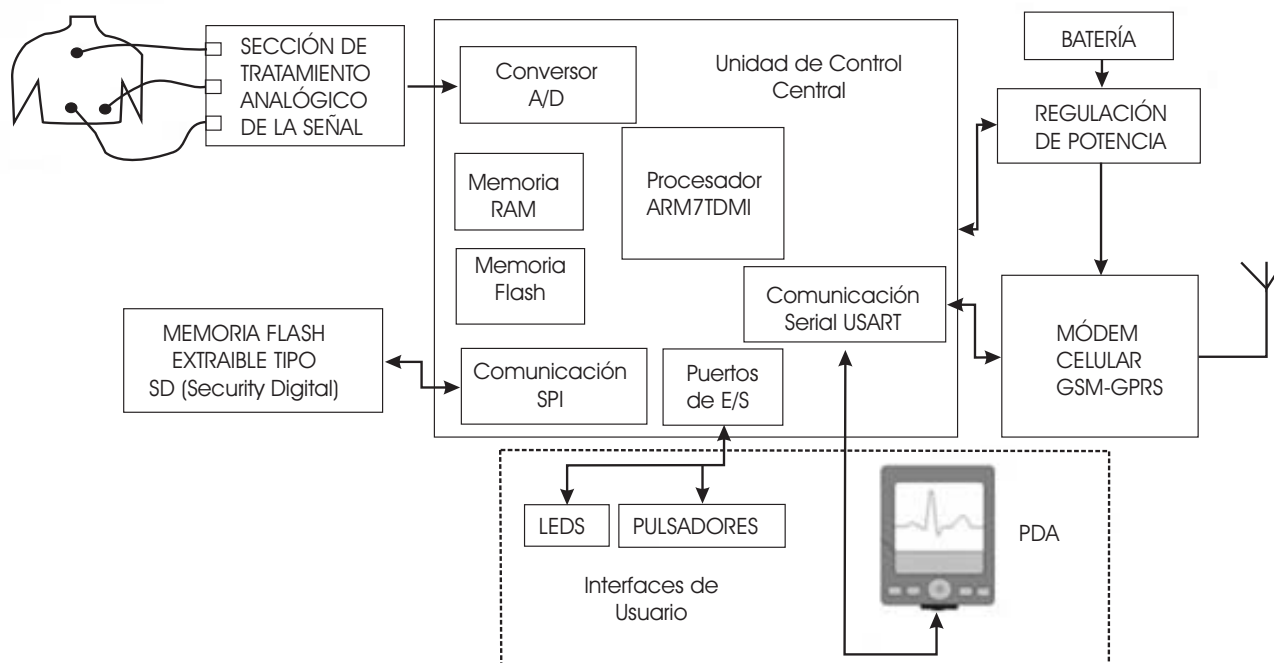 SECCIÓN DE
TRATAMIENTO
ANALÓGICO
DE LA SEÑAL
Conversor
A/D
Unidad de Control
Central
BATERÍA
REGULACIÓN
DE POTENCIA
Memoria
RAM
Procesador
ARM7TDMI
Memoria
Flash
Comunicación
Serial USART
MÓDEM
CELULAR
GSM-GPRS
MEMORIA FLASH
EXTRAIBLE TIPO
SD (Security Digital)
Comunicación
SPI
Puertos
de E/S
LEDS
PULSADORES
PDA
Interfaces de
Usuario